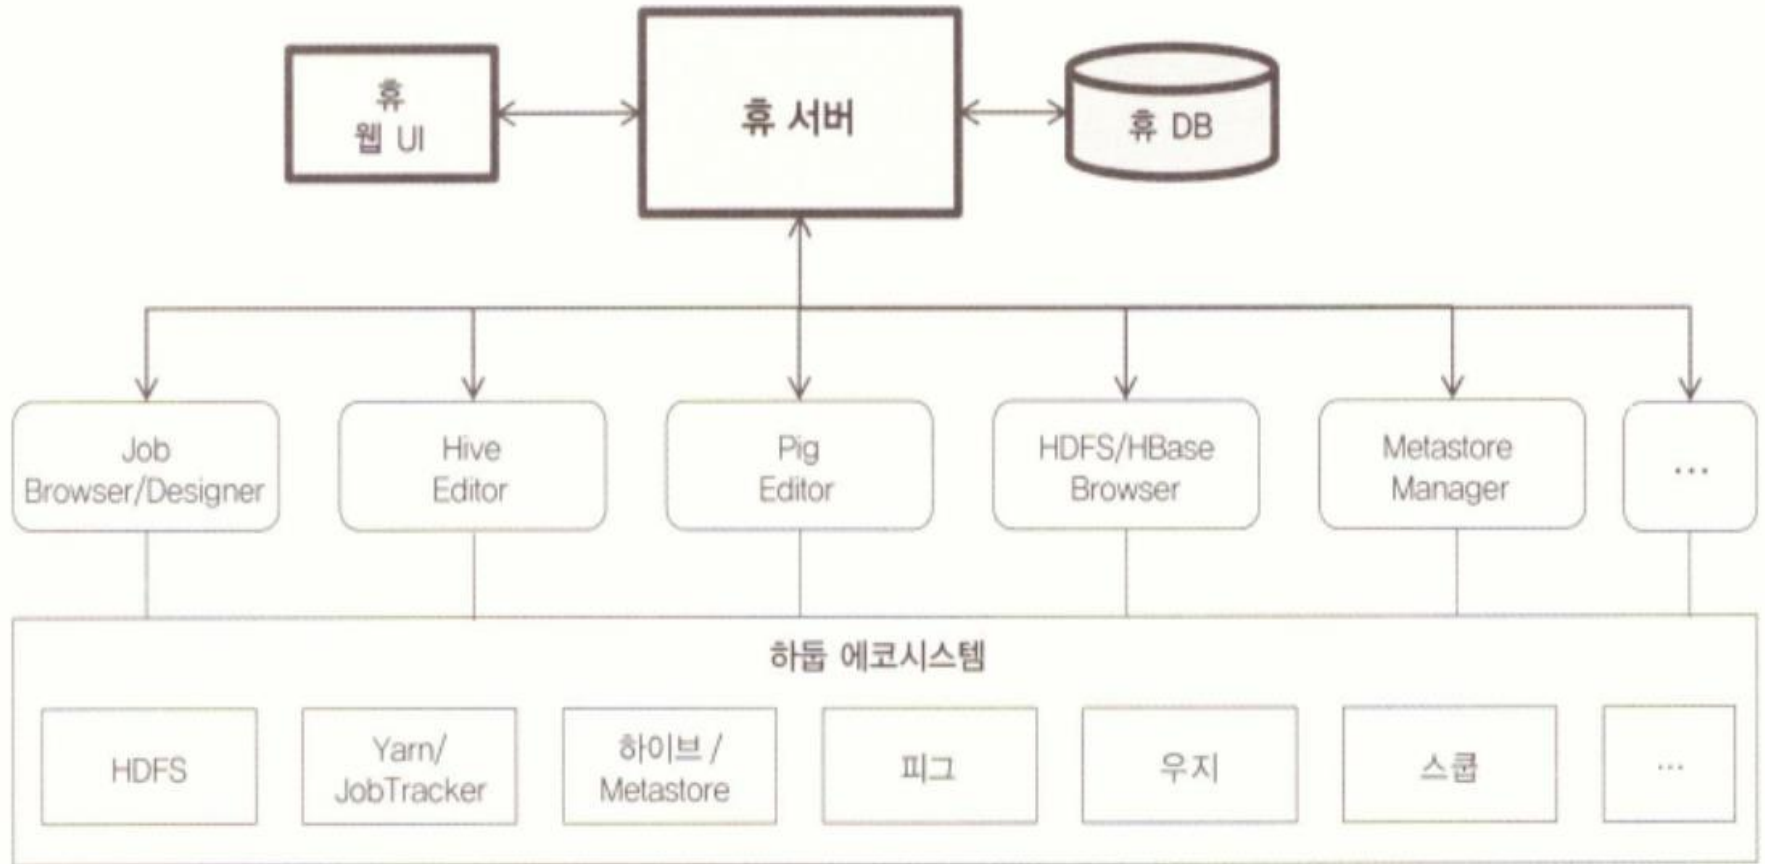 휴
웹 UI
휴 서버
휴 DB
Job
Browser/Designer
Hive
Editor
Pig
Editor
HDFS/HBase
Browser
Metastore
Manager
...
하둡 에코시스템
HDFS
Yarn/
JobTracker
하이브 /
Metastore
피그
우지
스쿱
...